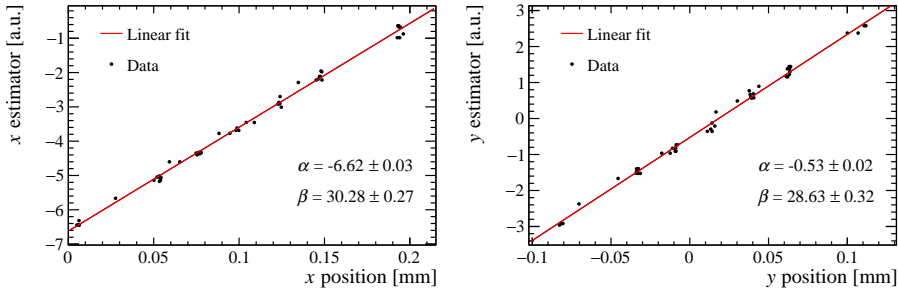 x estimator [a.u.]
−1
−2
−3
−4
−5
−6
−7
Linear fit
Data
α = -6.62 ± 0.03
β = 30.28 ± 0.27
0 0.05 0.1 0.15 0.2
x position [mm]
y estimator [a.u.]
3
2
1
0
−1
−2
−3
Linear fit
Data
α = -0.53 ± 0.02
β = 28.63 ± 0.32
−0.1 −0.05 0 0.05 0.1
y position [mm]